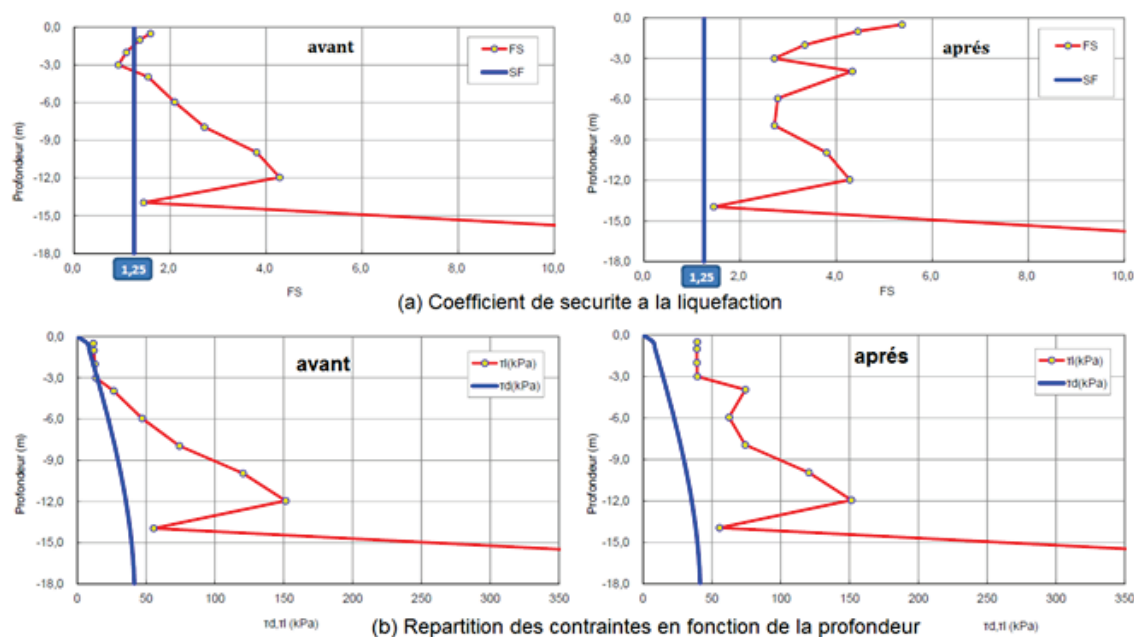 avant
FS
SF
0,0
-3,0
-6,0
-9,0
-12,0
-15,0
-18,0
Profondeur (m)
0,0 2,0 4,0 6,0 8,0 10,0
1,25
FS
aprés
FS
SF
0,0
-3,0
-6,0
-9,0
-12,0
-15,0
-18,0
Profondeur (m)
0,0 2,0 4,0 6,0 8,0 10,0
1,25
FS
(a) Coefficient de securite a la liquefaction
avant
τl(kPa)
τd(kPa)
0,0
-3,0
-6,0
-9,0
-12,0
-15,0
-18,0
Profondeur (m)
0 50 100 150 200 250 300 350
τd,τl (kPa)
aprés
τl(kPa)
τd(kPa)
0,0
-3,0
-6,0
-9,0
-12,0
-15,0
-18,0
Profondeur (m)
0 50 100 150 200 250 300 350
τd,τl (kPa)
(b) Repartition des contraintes en fonction de la profondeur